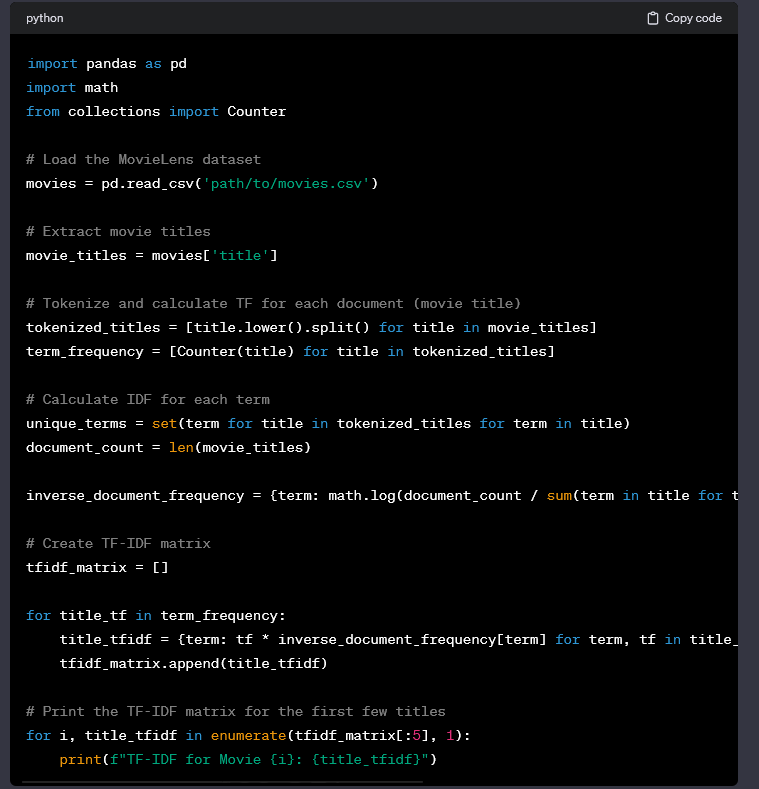 python
Copy code
import pandas as pd
import math
from collections import Counter
# Load the MovieLens dataset
movies = pd.read_csv('path/to/movies.csv')
# Extract movie titles
movie_titles = movies['title']
# Tokenize and calculate TF for each document (movie title)
tokenized_titles = [title.lower().split() for title in movie_titles]
term_frequency = [Counter(title) for title in tokenized_titles]
# Calculate IDF for each term
unique_terms = set(term for title in tokenized_titles for term in title)
document_count = len(movie_titles)
inverse_document_frequency = {term: math.log(document_count / sum(term in title for t
# Create TF-IDF matrix
tfidf_matrix = []
for title_tf in term_frequency:
    title_tfidf = {term: tf * inverse_document_frequency[term] for term, tf in title_
    tfidf_matrix.append(title_tfidf)
# Print the TF-IDF matrix for the first few titles
for i, title_tfidf in enumerate(tfidf_matrix[:5], 1):
    print(f"TF-IDF for Movie {i}: {title_tfidf}")